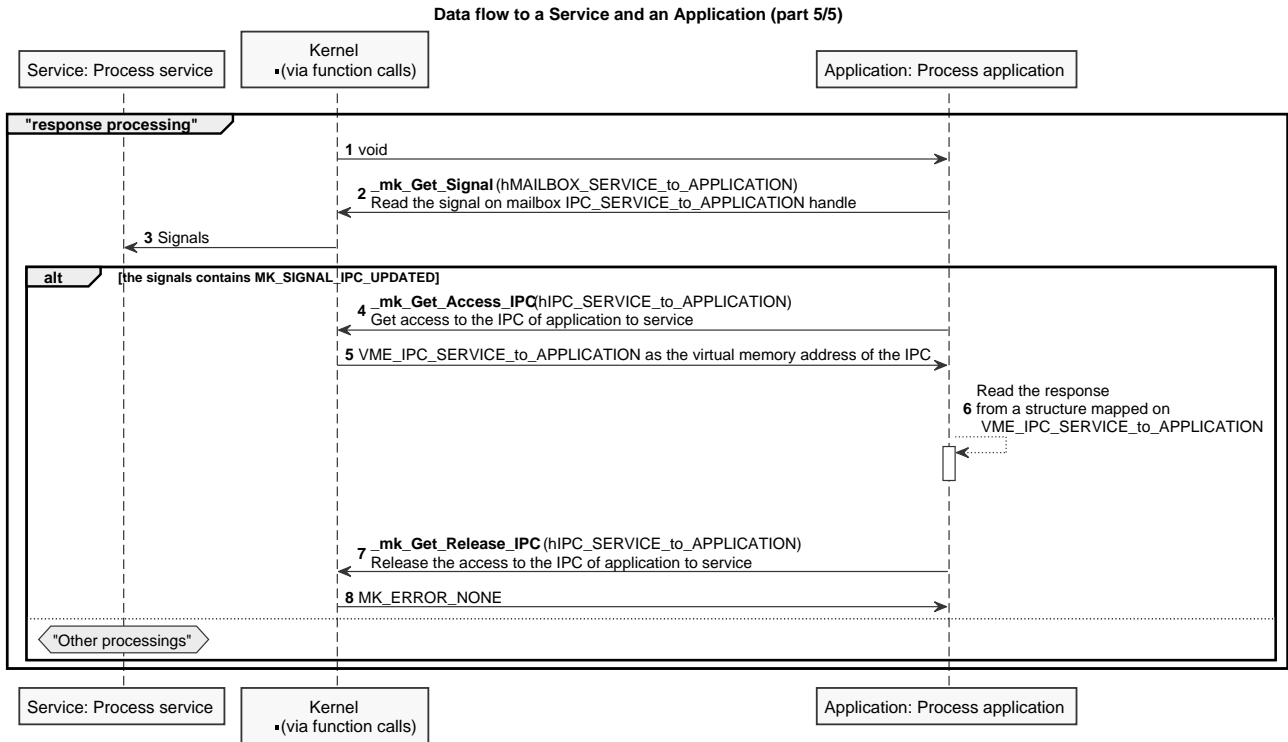 Data flow to a Service and an Application (part 5/5)
Service: Process service
Kernel
▪(via function calls)
Application: Process application
"response processing"
1 void
_mk_Get_Signal (hMAILBOX_SERVICE_to_APPLICATION)
2 Read the signal on mailbox IPC_SERVICE_to_APPLICATION handle
3 Signals
alt [the signals contains MK_SIGNAL_IPC_UPDATED]
_mk_Get_Access_IPC(hIPC_SERVICE_to_APPLICATION)
4 Get access to the IPC of application to service
5 VME_IPC_SERVICE_to_APPLICATION as the virtual memory address of the IPC
Read the response
6 from a structure mapped on
VME_IPC_SERVICE_to_APPLICATION
_mk_Get_Release_IPC (hIPC_SERVICE_to_APPLICATION)
7 Release the access to the IPC of application to service
8 MK_ERROR_NONE
"Other processings"
Service: Process service
Kernel
▪(via function calls)
Application: Process application